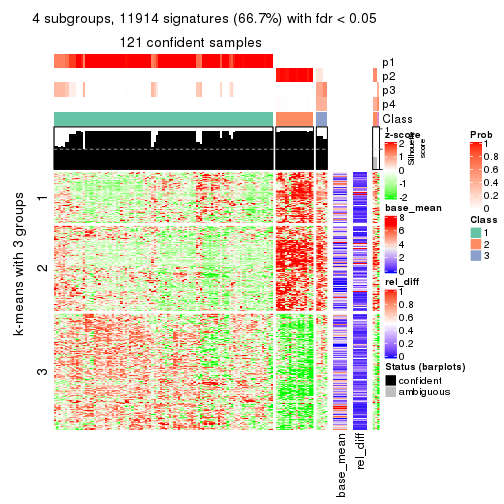 4 subgroups, 11914 signatures (66.7%) with fdr < 0.05
121 confident samples
p1
p2
p3
p4
Class
1
Silhouette
score
k-means with 3 groups
1
2
3
base_mean
rel_diff
z-score
2
1
0
-1
-2
base_mean
8
6
4
2
0
rel_diff
1
0.8
0.6
0.4
0.2
0
Status (barplots)
confident
ambiguous
Prob
1
0.8
0.6
0.4
0.2
0
Class
1
2
3